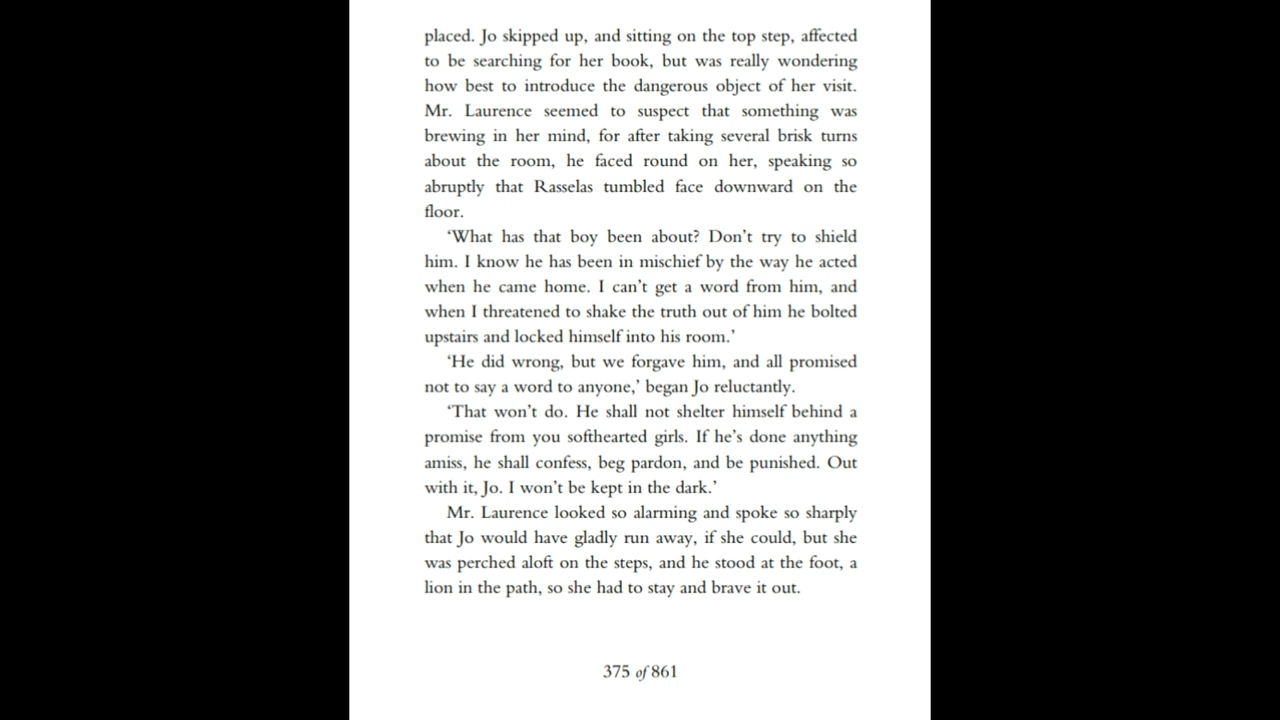 placed. Jo skipped up, and sitting on the top step, affected
to be searching for her book, but was really wondering
how best to introduce the dangerous object of her visit.
Mr. Laurence seemed to suspect that something was
brewing in her mind, for after taking several brisk turns
about the room, he faced round on her, speaking so
abruptly that Rasselas tumbled face downward on the
floor.
‘What has that boy been about? Don’t try to shield
him. I know he has been in mischief by the way he acted
when he came home. I can’t get a word from him, and
when I threatened to shake the truth out of him he bolted
upstairs and locked himself into his room.’
‘He did wrong, but we forgave him, and all promised
not to say a word to anyone,’ began Jo reluctantly.
‘That won’t do. He shall not shelter himself behind a
promise from you softhearted girls. If he’s done anything
amiss, he shall confess, beg pardon, and be punished. Out
with it, Jo. I won’t be kept in the dark.’
Mr. Laurence looked so alarming and spoke so sharply
that Jo would have gladly run away, if she could, but she
was perched aloft on the steps, and he stood at the foot, a
lion in the path, so she had to stay and brave it out.
375 of 861